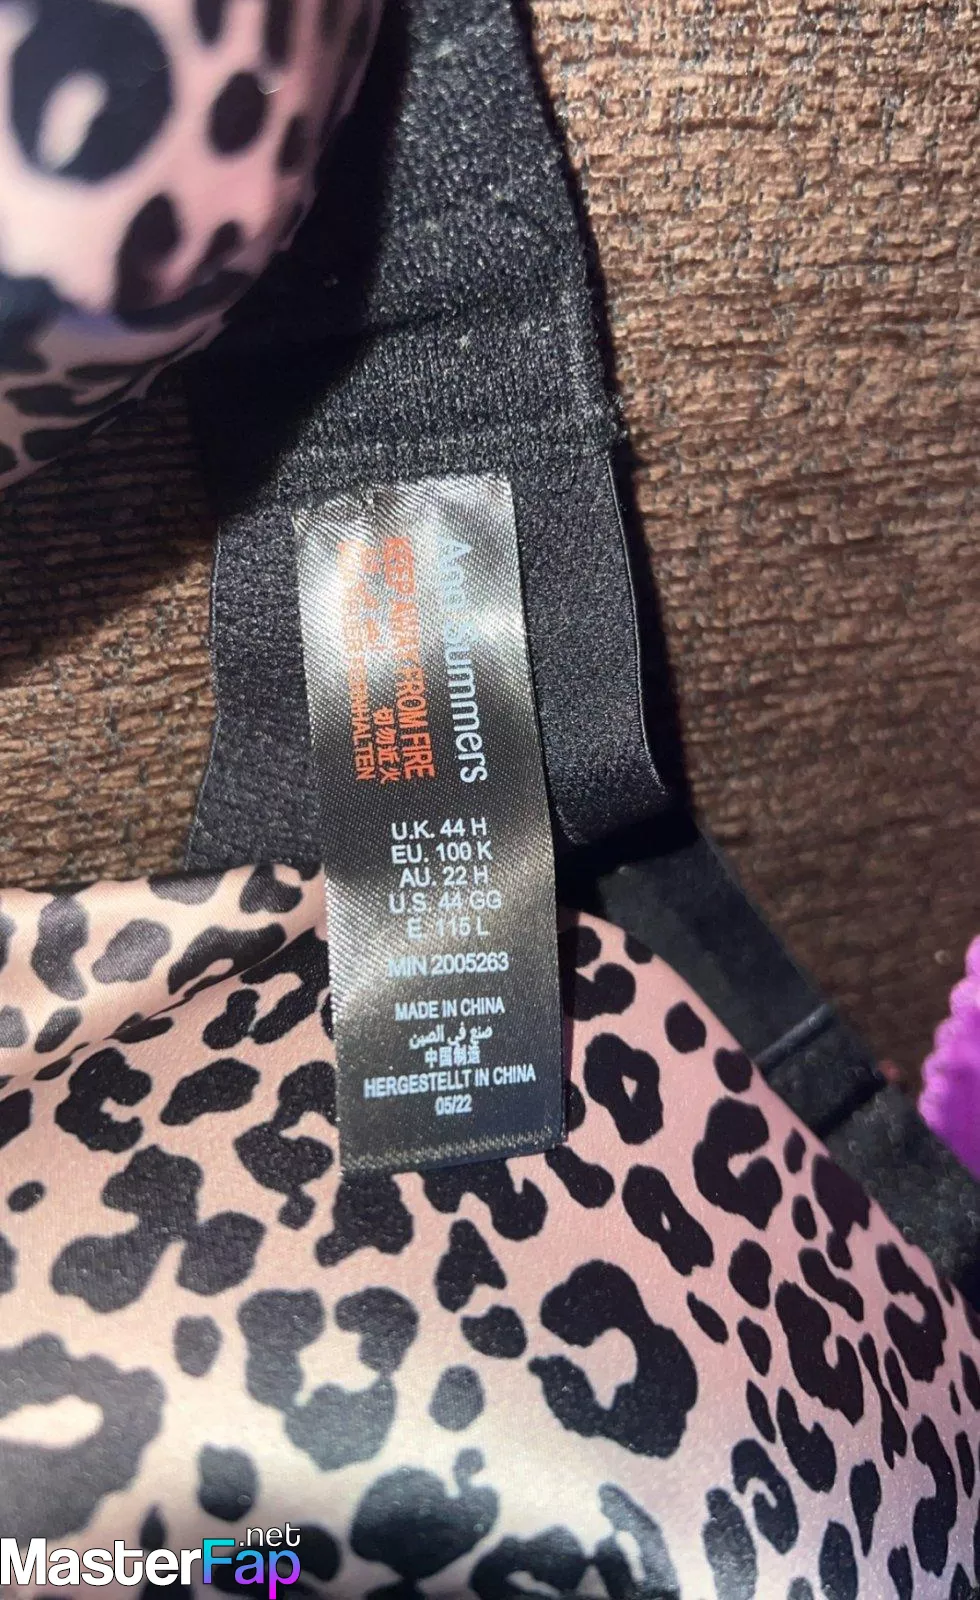 Ann Summers
KEEP AWAY FROM FIRE
切勿近火
FERNHALTEN
U.K. 44 H
EU. 100 K
AU. 22 H
U.S. 44 GG
E. 115 L
MIN 2005263
MADE IN CHINA
صنع في الصين
中国制造
HERGESTELLT IN CHINA
05/22
MasterFap.net